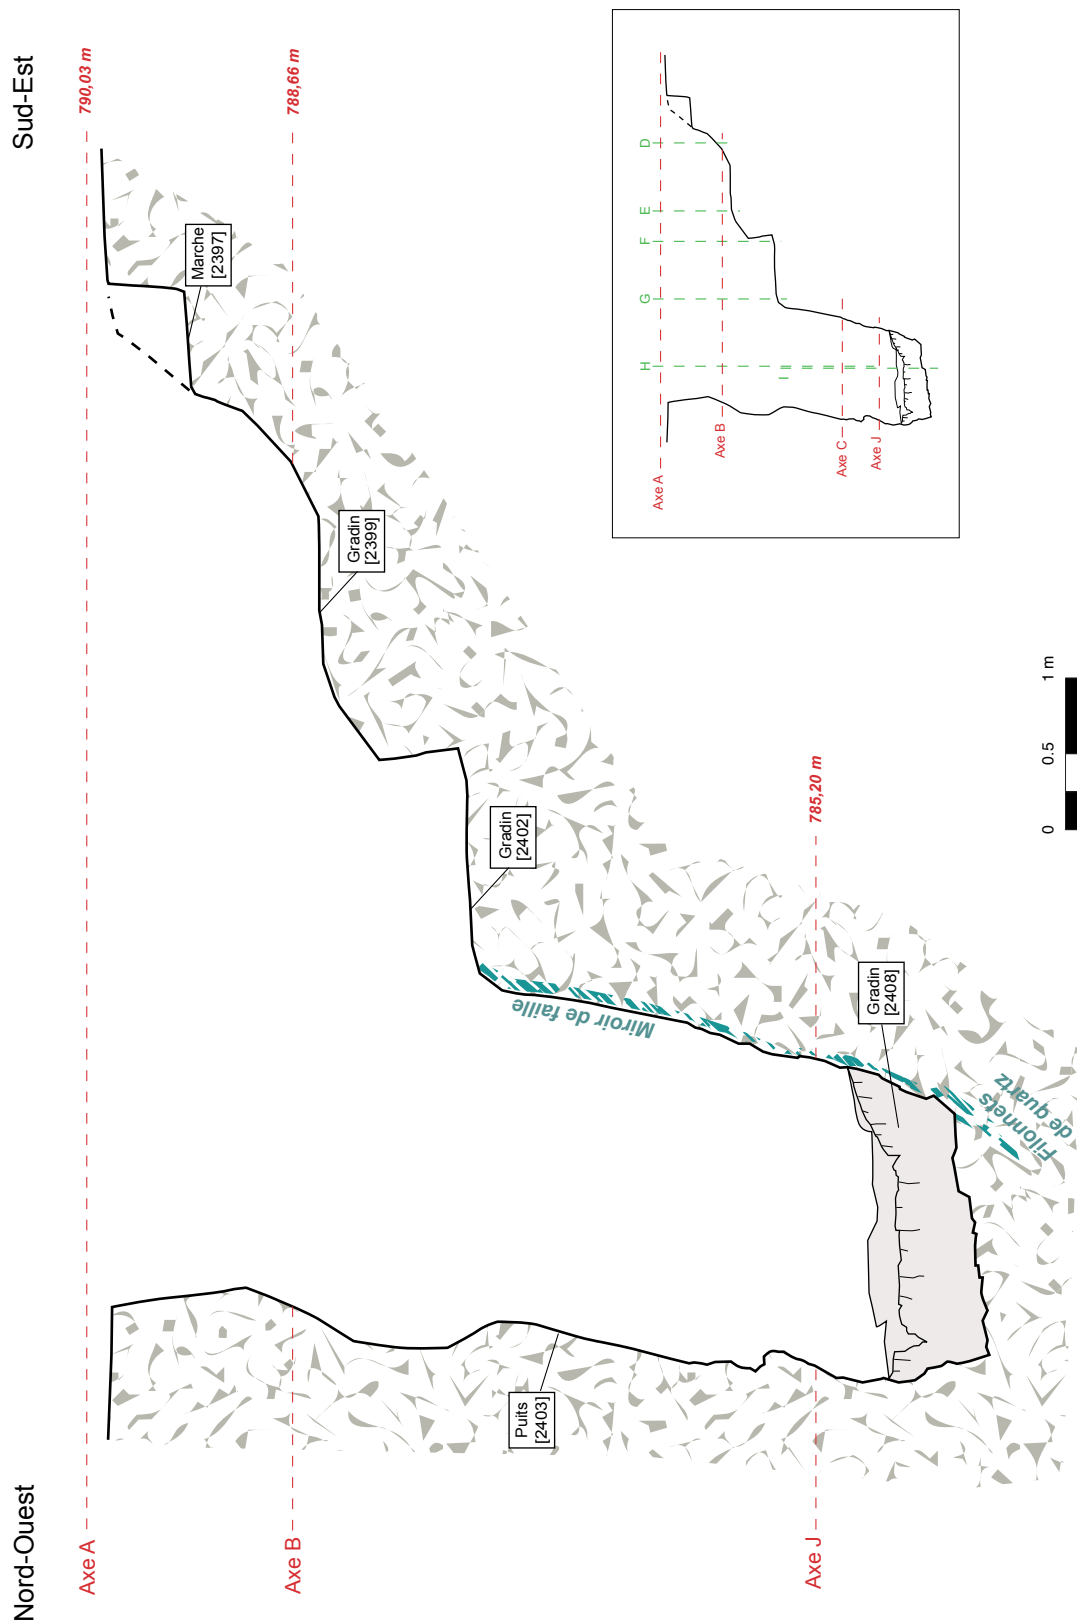 Nord-Ouest
Sud-Est
Axe A
790,03 m
Axe B
788,66 m
Axe J
785,20 m
Marche
[2397]
Gradin
[2399]
Gradin
[2402]
Gradin
[2408]
Puits
[2403]
Miroir de faille
Filonnets
de quartz
0
0.5
1 m
Axe A
Axe B
Axe C
Axe J
H
I
G
F
E
D